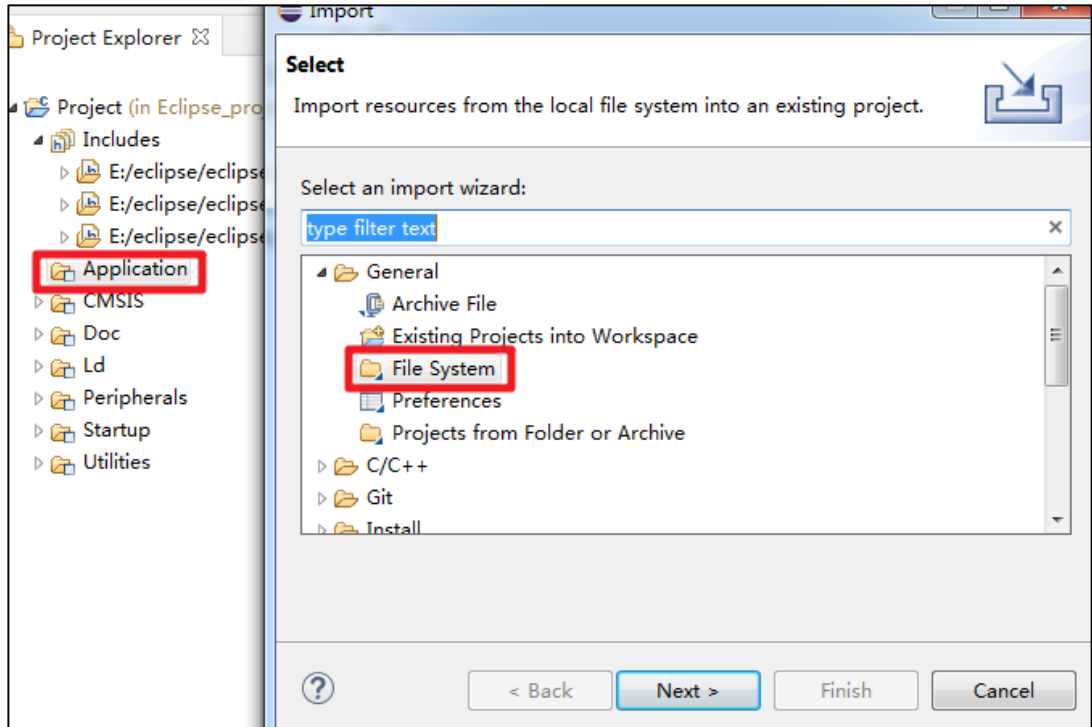 Project Explorer
Project (in Eclipse_pro
Includes
E:/eclipse/eclipse
E:/eclipse/eclipse
E:/eclipse/eclipse
Application
CMSIS
Doc
Ld
Peripherals
Startup
Utilities
Import
Select
Import resources from the local file system into an existing project.
Select an import wizard:
type filter text
General
Archive File
Existing Projects into Workspace
File System
Preferences
Projects from Folder or Archive
C/C++
Git
Install
< Back
Next >
Finish
Cancel